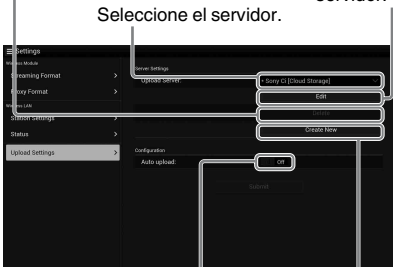 servidor.
Seleccione el servidor.
Settings
Wireless Module
Streaming Format
Proxy Format
Wireless LAN
Station Settings
Status
Upload Settings
Server Settings
Upload Server:
• Sony Ci [Cloud Storage]
Edit
Delete
Create New
Configuration
Auto upload:
Off
Submit